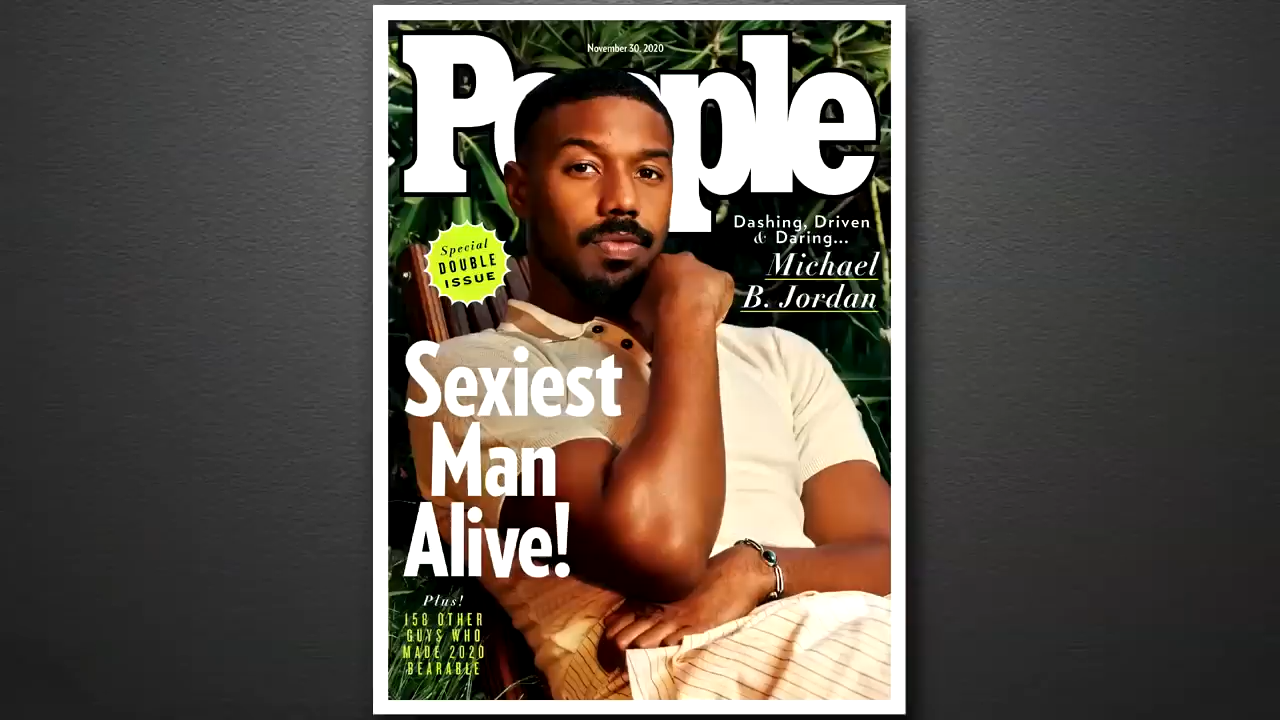 November 30, 2020
People
Special
DOUBLE
ISSUE
Dashing, Driven
& Daring...
Michael
B. Jordan
Sexiest
Man
Alive!
Plus!
158 OTHER
GUYS WHO
MADE 2020
BEARABLE